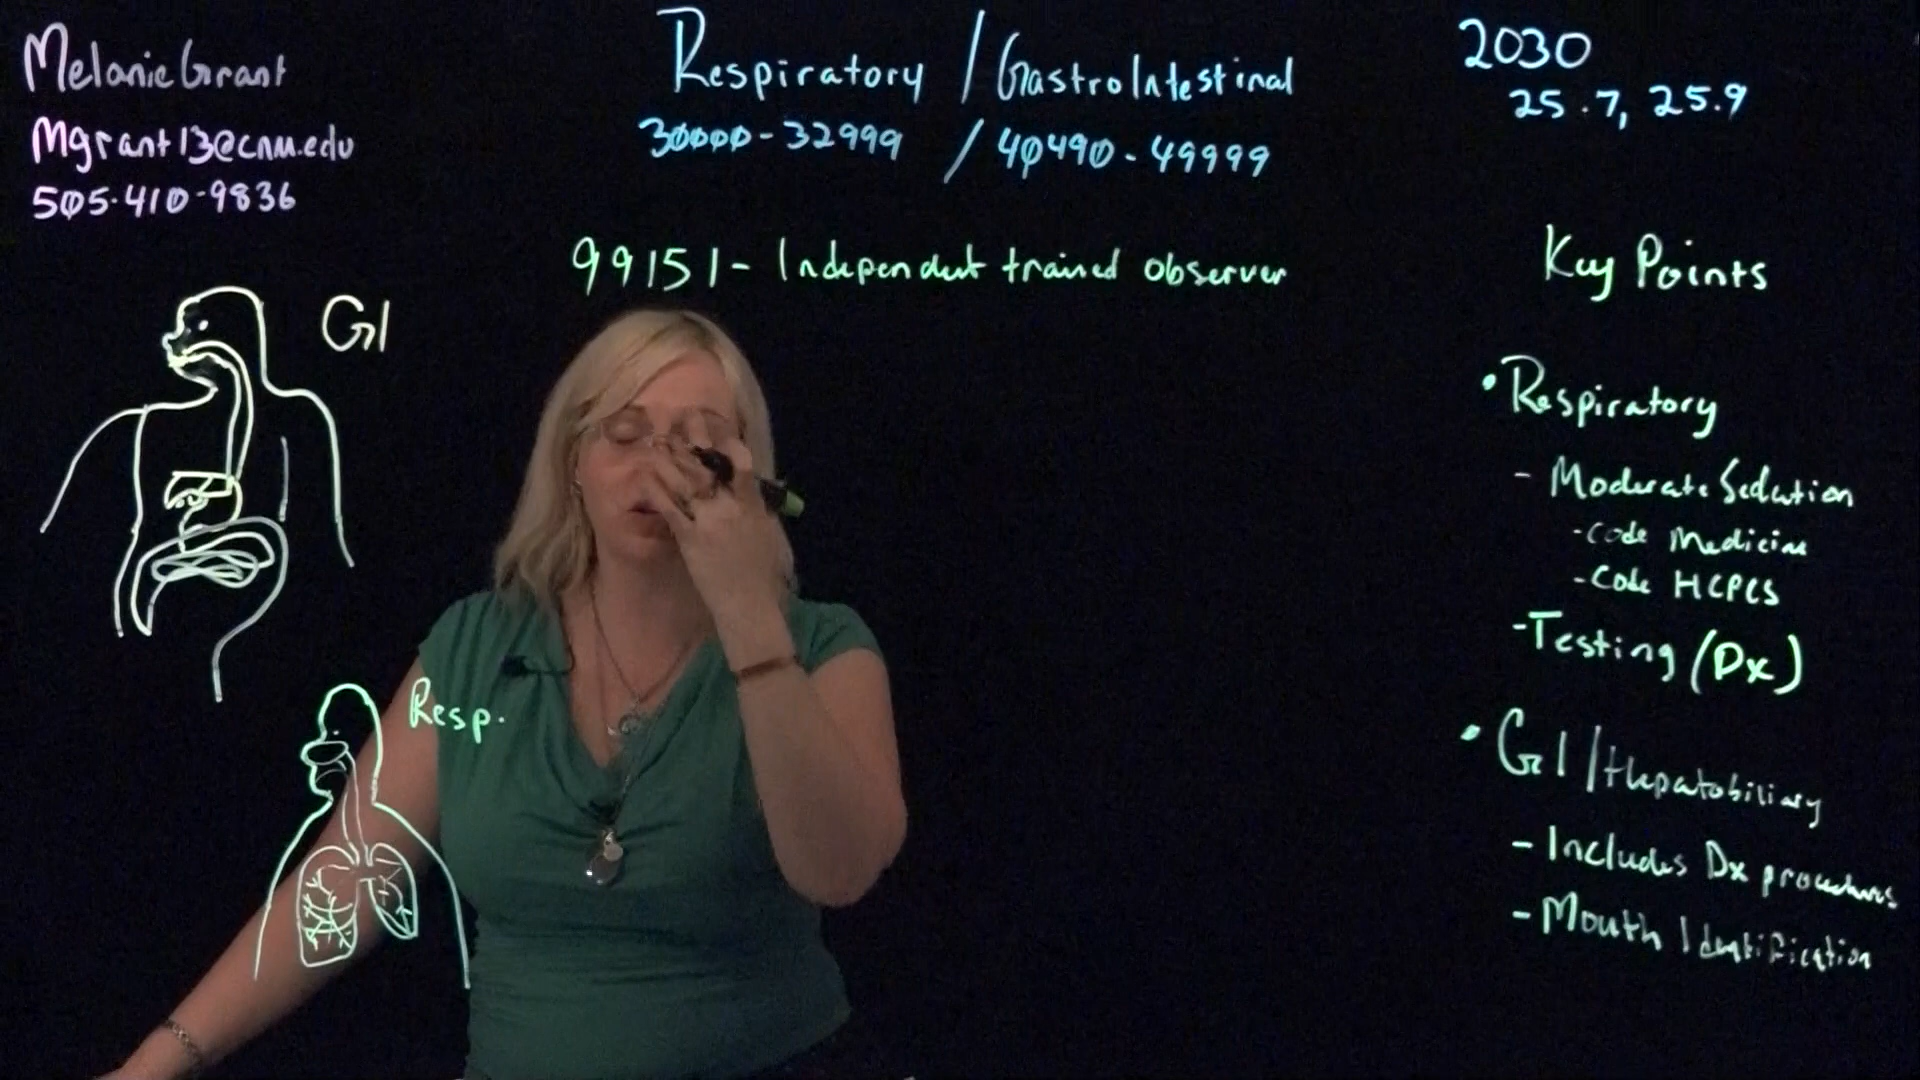 Melanie Grant
Mgrant13@cnm.edu
505-410-9836
Respiratory / GastroIntestinal
30000-32999 / 40490-49999
2030
25.7, 25.9
99151- Independent trained observer
GI
Resp.
Key Points
• Respiratory
- Moderate Sedation
- Code Medicine
- Code HCPCS
- Testing (Dx)
• GI / Hepatobiliary
- Includes Dx procedures
- Mouth Identification